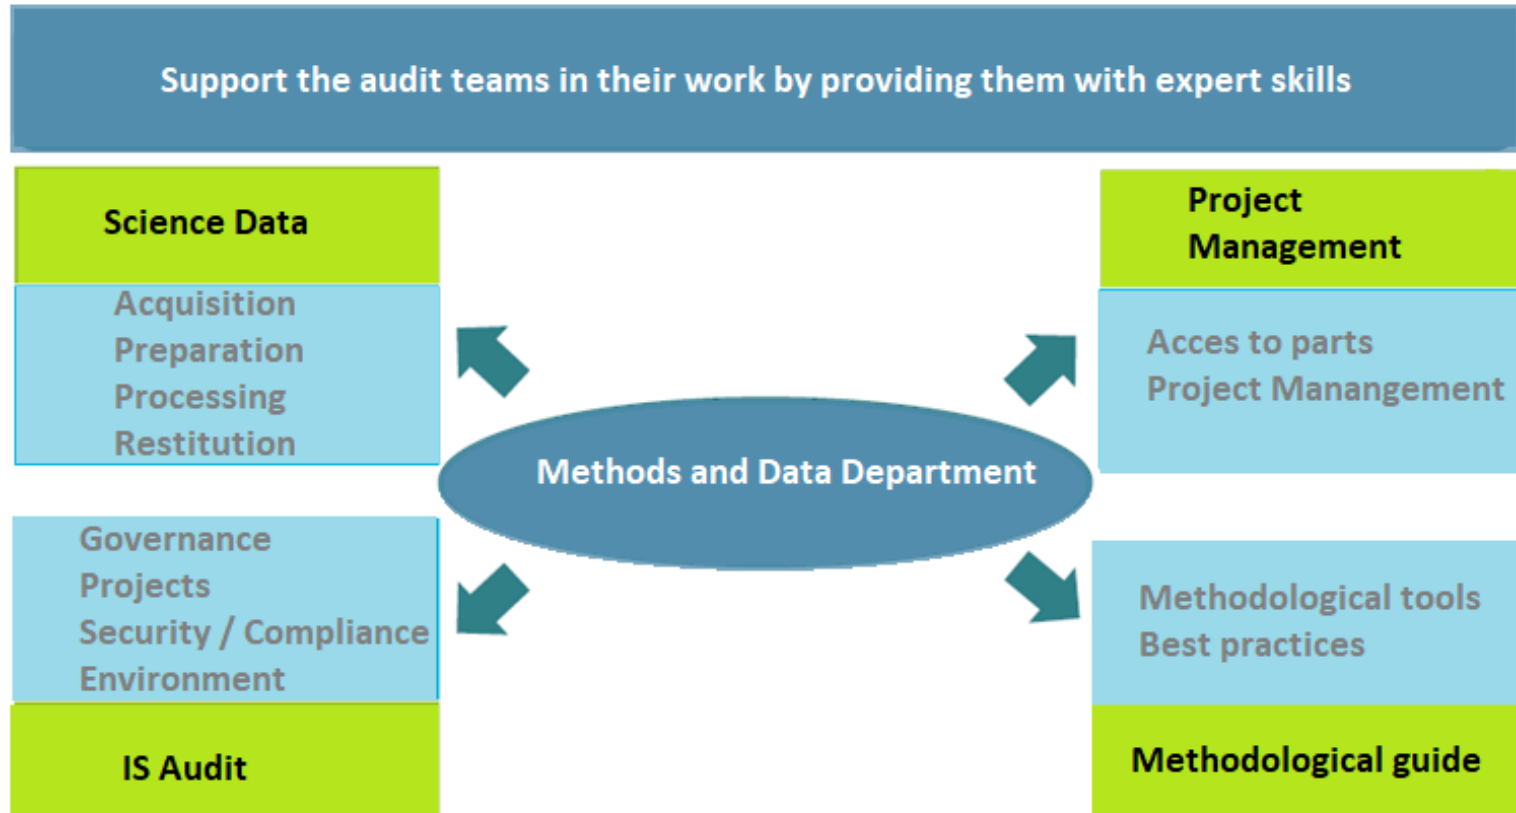 Support the audit teams in their work by providing them with expert skills
Science Data
Acquisition
Preparation
Processing
Restitution
Project
Management
Acces to parts
Project Manangement
Methods and Data Department
Governance
Projects
Security / Compliance
Environment
IS Audit
Methodological tools
Best practices
Methodological guide